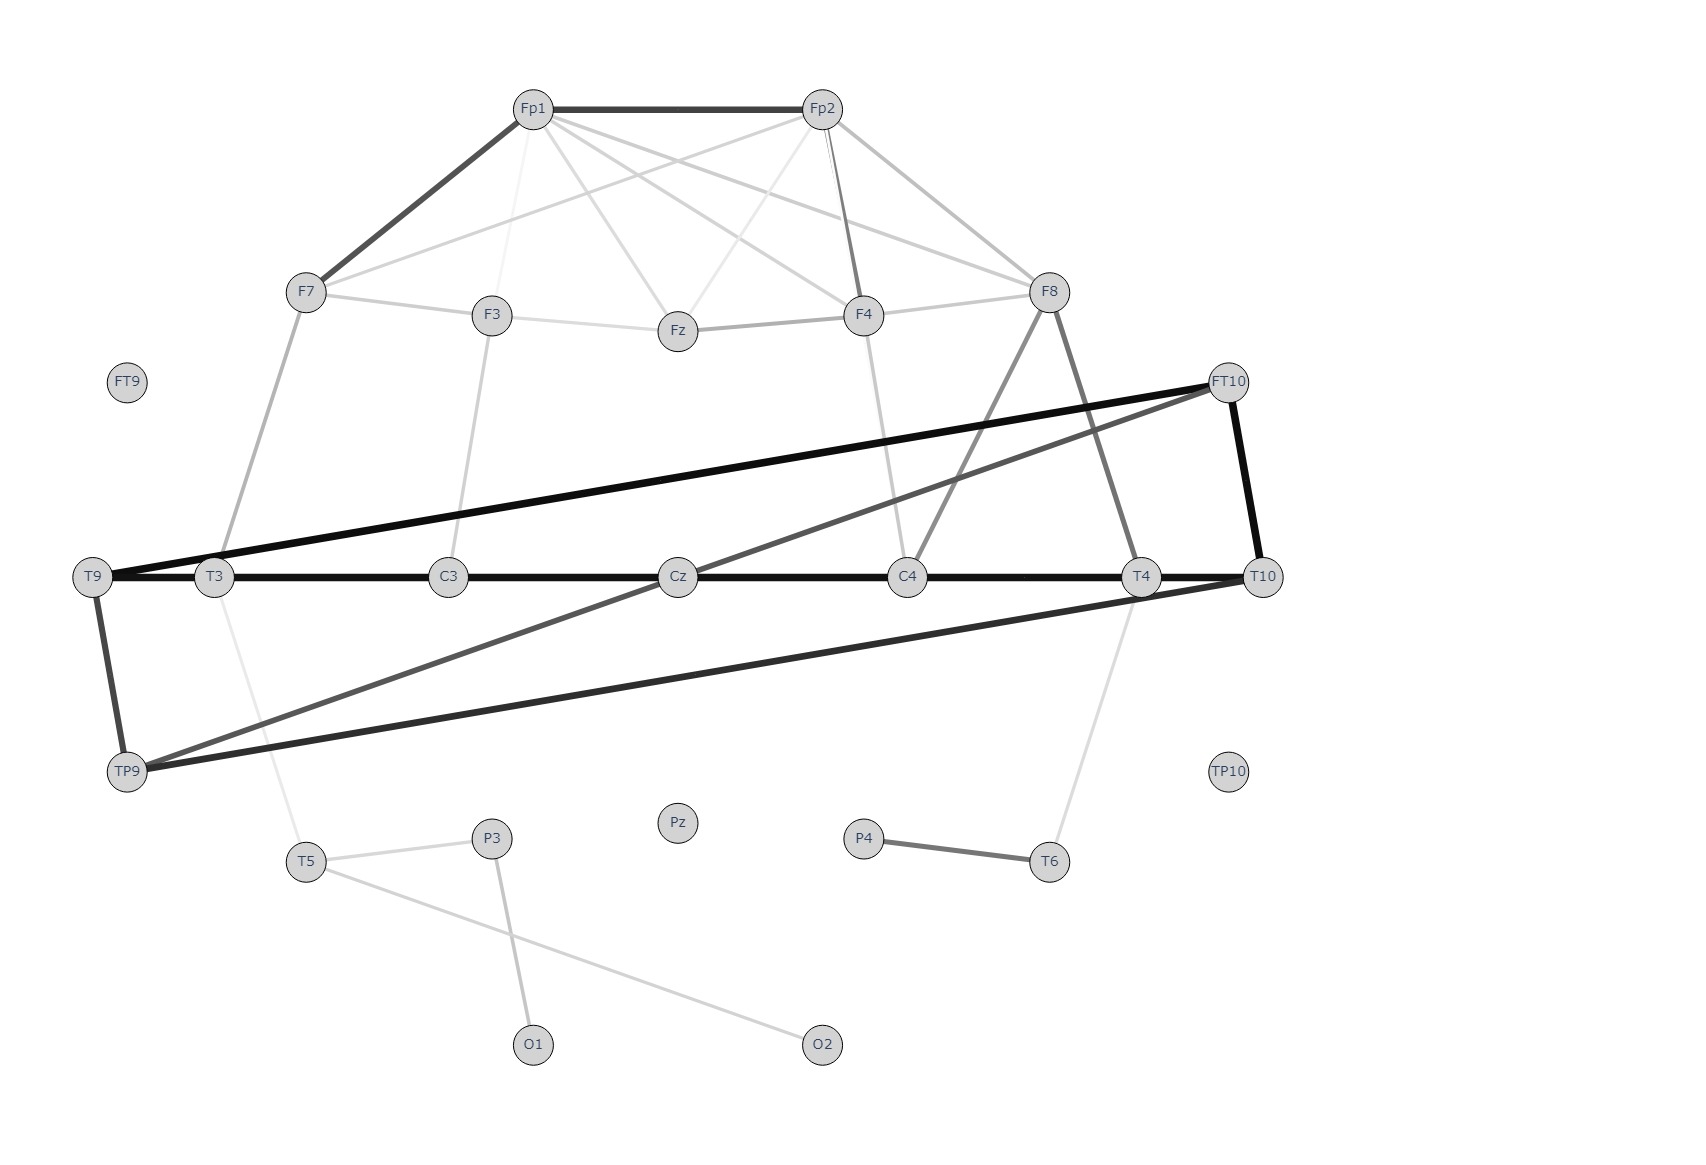 Fp1 Fp2
F7 F3 Fz F4 F8
FT9 FT10
T9 T3 C3 Cz C4 T4 T10
TP9 TP10
T5 P3 Pz P4 T6
O1 O2